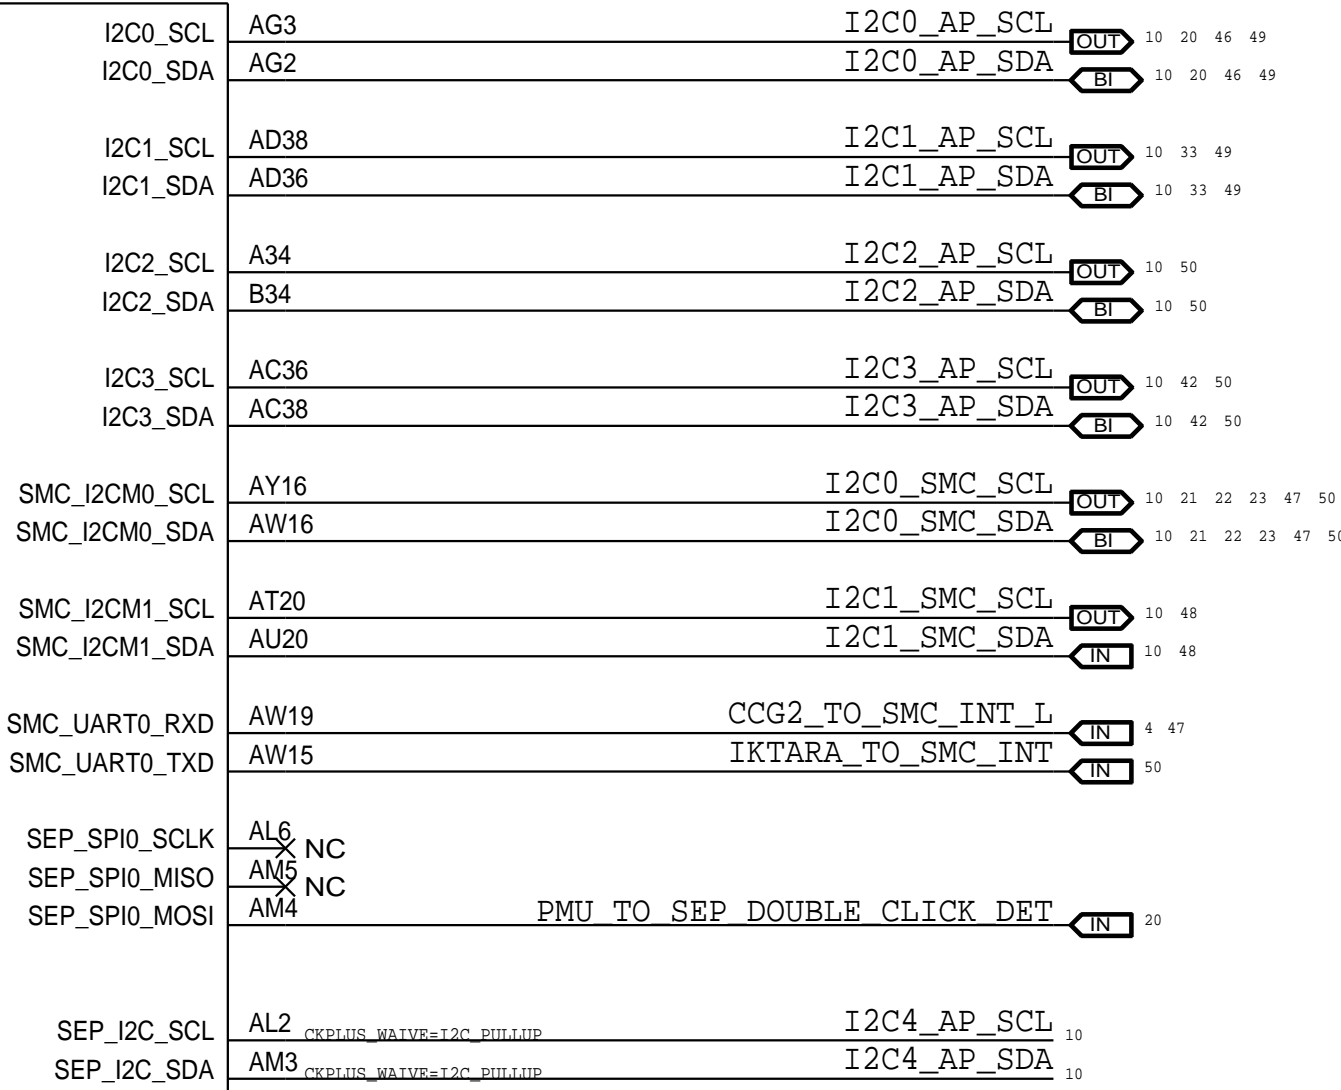 I2C0_SCL AG3 I2C0_AP_SCL OUT 10 20 46 49
I2C0_SDA AG2 I2C0_AP_SDA BI 10 20 46 49
I2C1_SCL AD38 I2C1_AP_SCL OUT 10 33 49
I2C1_SDA AD36 I2C1_AP_SDA BI 10 33 49
I2C2_SCL A34 I2C2_AP_SCL OUT 10 50
I2C2_SDA B34 I2C2_AP_SDA BI 10 50
I2C3_SCL AC36 I2C3_AP_SCL OUT 10 42 50
I2C3_SDA AC38 I2C3_AP_SDA BI 10 42 50
SMC_I2CM0_SCL AY16 I2C0_SMC_SCL OUT 10 21 22 23 47 50
SMC_I2CM0_SDA AW16 I2C0_SMC_SDA BI 10 21 22 23 47 50
SMC_I2CM1_SCL AT20 I2C1_SMC_SCL OUT 10 48
SMC_I2CM1_SDA AU20 I2C1_SMC_SDA IN 10 48
SMC_UART0_RXD AW19 CCG2_TO_SMC_INT_L IN 4 47
SMC_UART0_TXD AW15 IKTARA_TO_SMC_INT IN 50
SEP_SPI0_SCLK AL6 NC
SEP_SPI0_MISO AM5 NC
SEP_SPI0_MOSI AM4 PMU_TO_SEP_DOUBLE_CLICK_DET IN 20
SEP_I2C_SCL AL2 CKPLUS_WAIVE=I2C_PULLUP I2C4_AP_SCL 10
SEP_I2C_SDA AM3 CKPLUS_WAIVE=I2C_PULLUP I2C4_AP_SDA 10